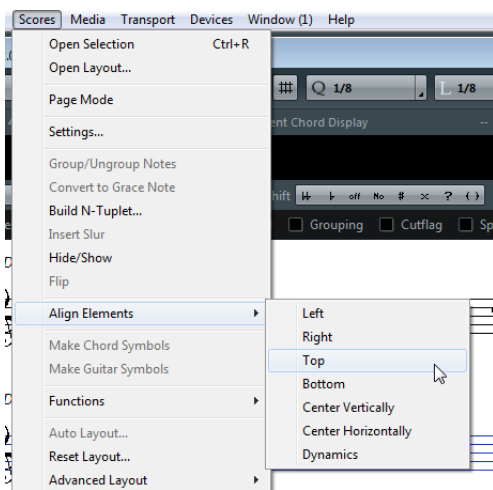 Scores Media Transport Devices Window (1) Help
Open Selection Ctrl+R
Open Layout...
Q 1/8 L 1/8
Page Mode
ent Chord Display --
Settings...
Group/Ungroup Notes
Convert to Grace Note
hift off No # x ? ( )
Build N-Tuplet...
Grouping Cutflag Sp
Insert Slur
Hide/Show
Flip
Align Elements
Left
Right
Make Chord Symbols
Top
Make Guitar Symbols
Bottom
Functions
Center Vertically
Auto Layout...
Center Horizontally
Reset Layout...
Dynamics
Advanced Layout